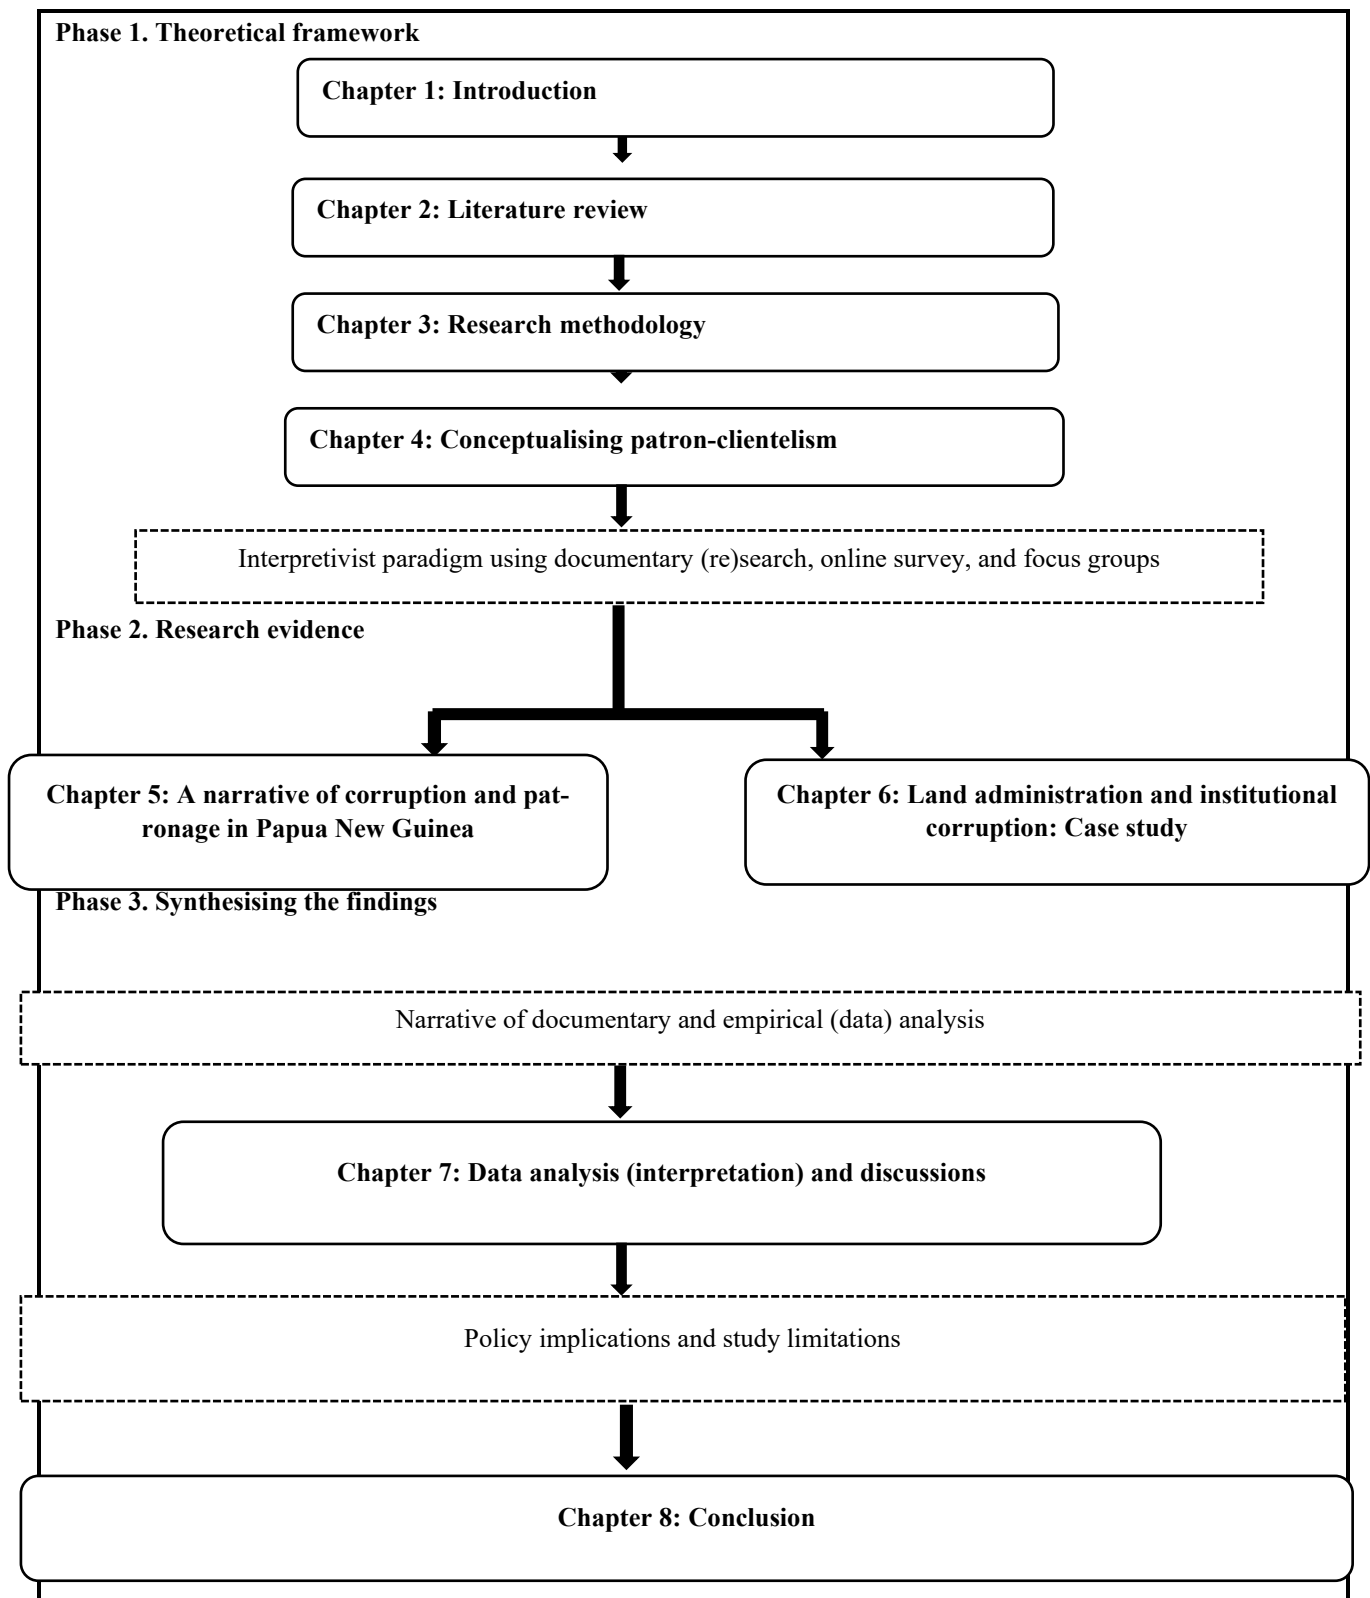 Phase 1. Theoretical framework
Chapter 1: Introduction
Chapter 2: Literature review
Chapter 3: Research methodology
Chapter 4: Conceptualising patron-clientelism
Interpretivist paradigm using documentary (re)search, online survey, and focus groups
Phase 2. Research evidence
Chapter 5: A narrative of corruption and pat-
ronage in Papua New Guinea
Chapter 6: Land administration and institutional
corruption: Case study
Phase 3. Synthesising the findings
Narrative of documentary and empirical (data) analysis
Chapter 7: Data analysis (interpretation) and discussions
Policy implications and study limitations
Chapter 8: Conclusion